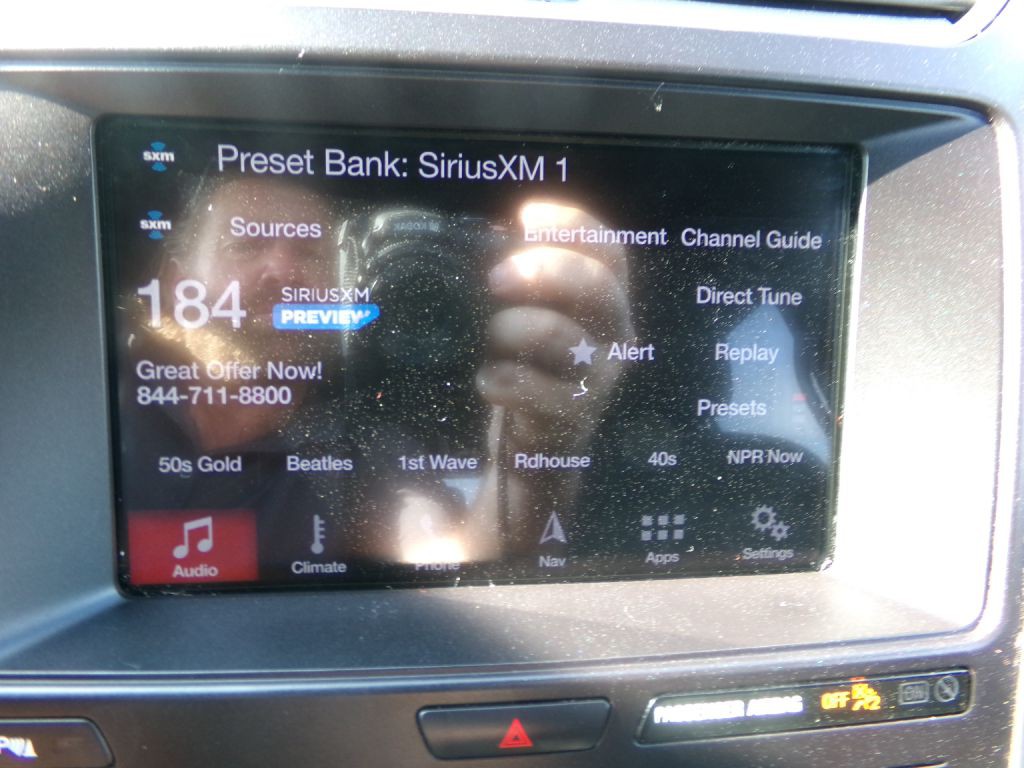 sxm Preset Bank: SiriusXM 1
sxm Sources Entertainment Channel Guide
184 SIRIUSXM PREVIEW Direct Tune
Alert Replay
Great Offer Now!
844-711-8800 Presets
50s Gold Beatles 1st Wave Rdhouse 40s NPR Now
Audio Climate Phone Nav Apps Settings
PASSENGER AIRBAG OFF